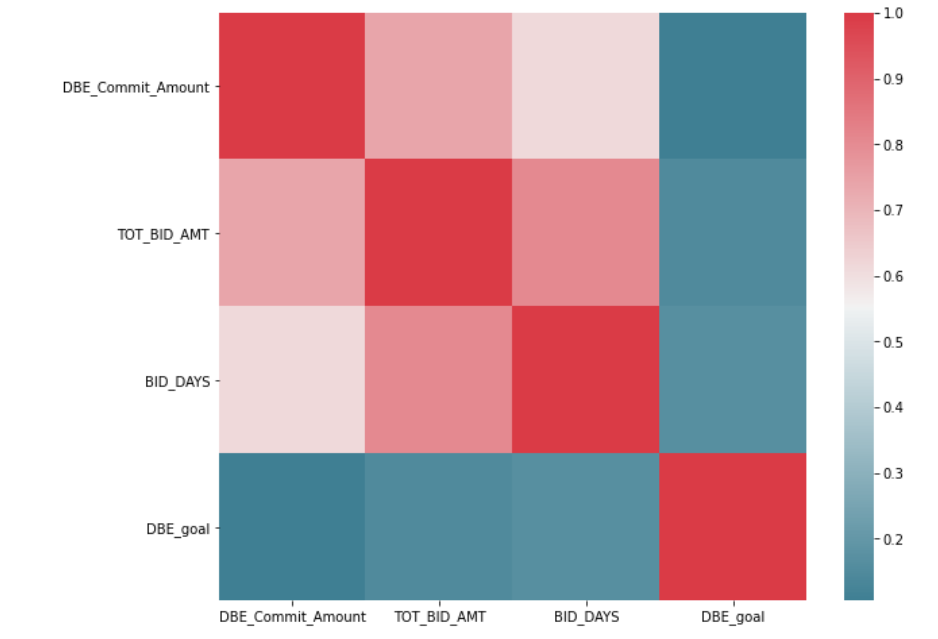 DBE_Commit_Amount
TOT_BID_AMT
BID_DAYS
DBE_goal
DBE_Commit_Amount TOT_BID_AMT BID_DAYS DBE_goal
1.0
0.9
0.8
0.7
0.6
0.5
0.4
0.3
0.2